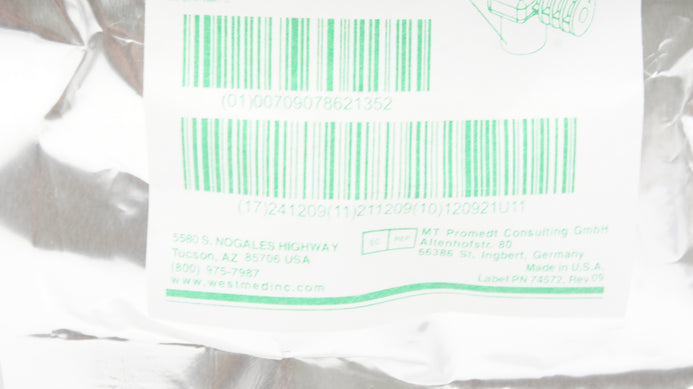 (01)00709078621352
(17)241209(11)211209(10)120921U11
5580 S. NOGALES HIGHWAY
Tucson, AZ 85706 USA
(800) 975-7987
www.westmedinc.com
EC REP
MT Promedt Consulting GmbH
Altenhofstr. 80
66386 St. Ingbert, Germany
Made in U.S.A.
Label PN 74572, Rev 09